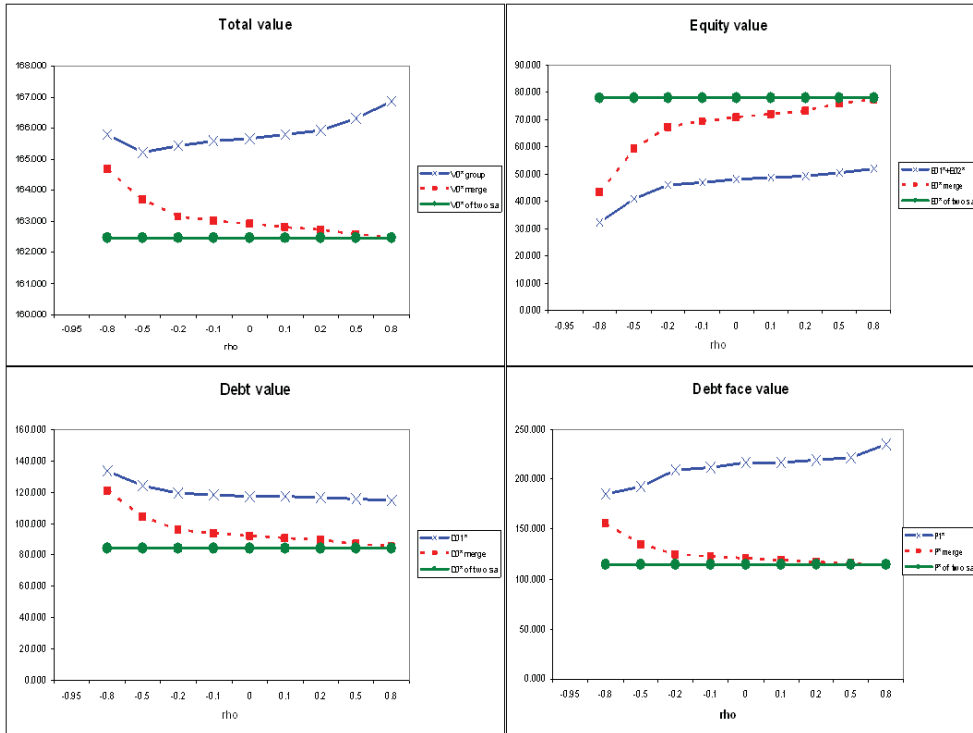 Total value
168.000
167.000
166.000
165.000
164.000
163.000
162.000
161.000
160.000
-0.95 -0.8 -0.5 -0.2 -0.1 0 0.1 0.2 0.5 0.8
rho
V0* group
V0* merge
V0* of two sa
Equity value
90.000
80.000
70.000
60.000
50.000
40.000
30.000
20.000
10.000
0.000
-0.95 -0.8 -0.5 -0.2 -0.1 0 0.1 0.2 0.5 0.8
rho
E01*+E02*
E0* merge
E0* of two sa
Debt value
160.000
140.000
120.000
100.000
80.000
60.000
40.000
20.000
0.000
-0.95 -0.8 -0.5 -0.2 -0.1 0 0.1 0.2 0.5 0.8
rho
D01*
D0* merge
D0* of two sa
Debt face value
250.000
200.000
150.000
100.000
50.000
0.000
-0.95 -0.8 -0.5 -0.2 -0.1 0 0.1 0.2 0.5 0.8
rho
P1*
P* merge
P* of two sa